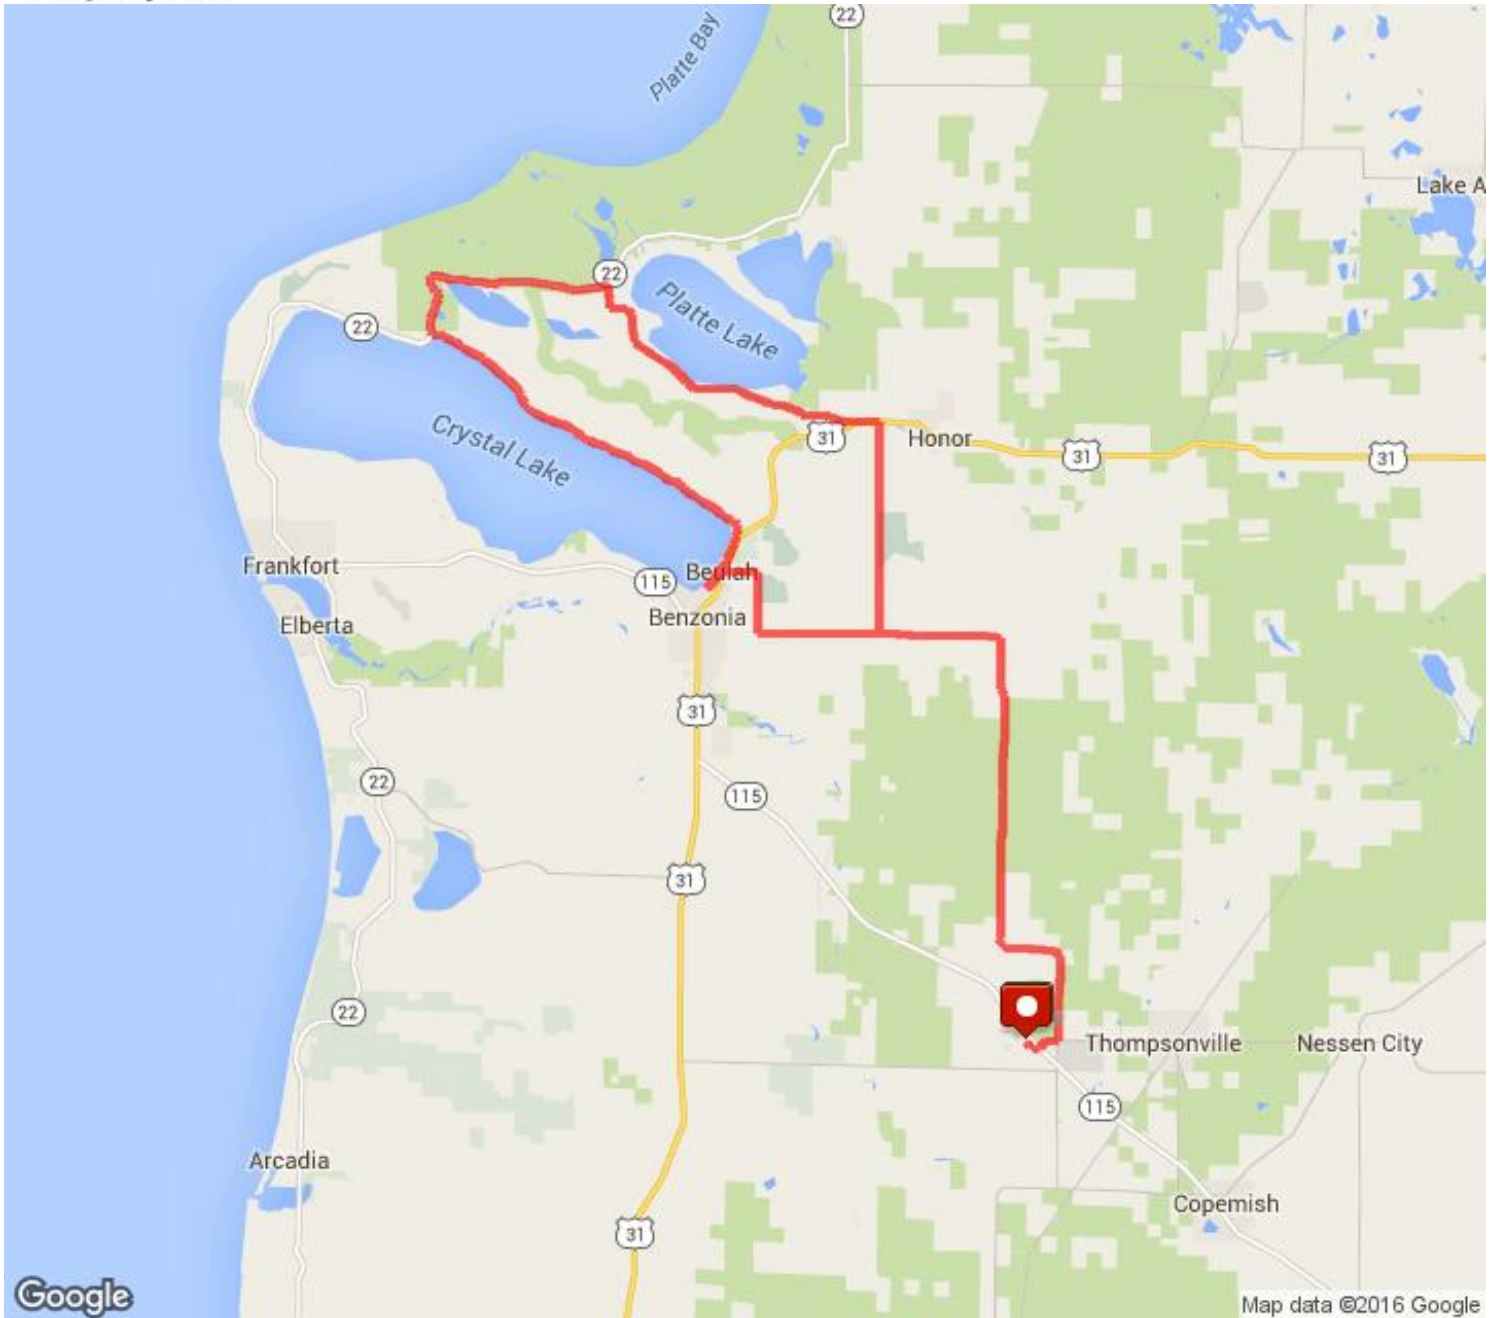 22
Platte Bay
Lake A
22
Platte Lake
22
Crystal Lake
31
Honor
31
31
Frankfort
115
Beulah
Benzonia
Elberta
31
22
115
31
22
Thompsonville
Nessen City
115
Arcadia
Copemish
31
Google
Map data ©2016 Google